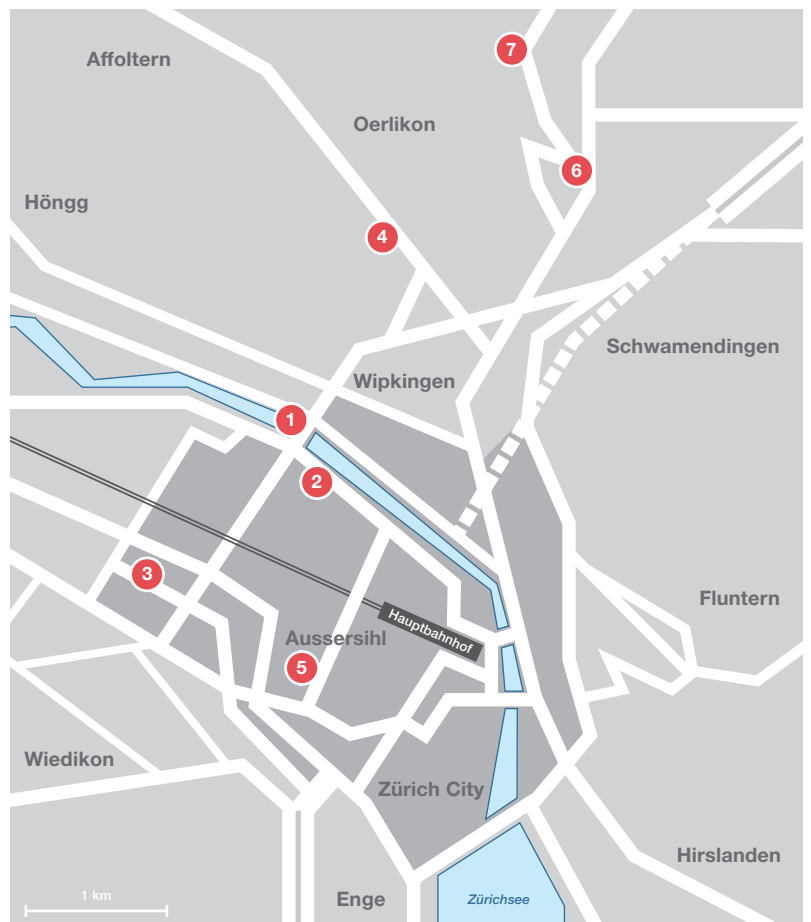 7
Affoltern
Oerlikon
6
Höngg
4
Schwamendingen
Wipkingen
1
2
3
Fluntern
Hauptbahnhof
Aussersihl
5
Wiedikon
Zürich City
Hirslanden
1 km
Enge
Zürichsee